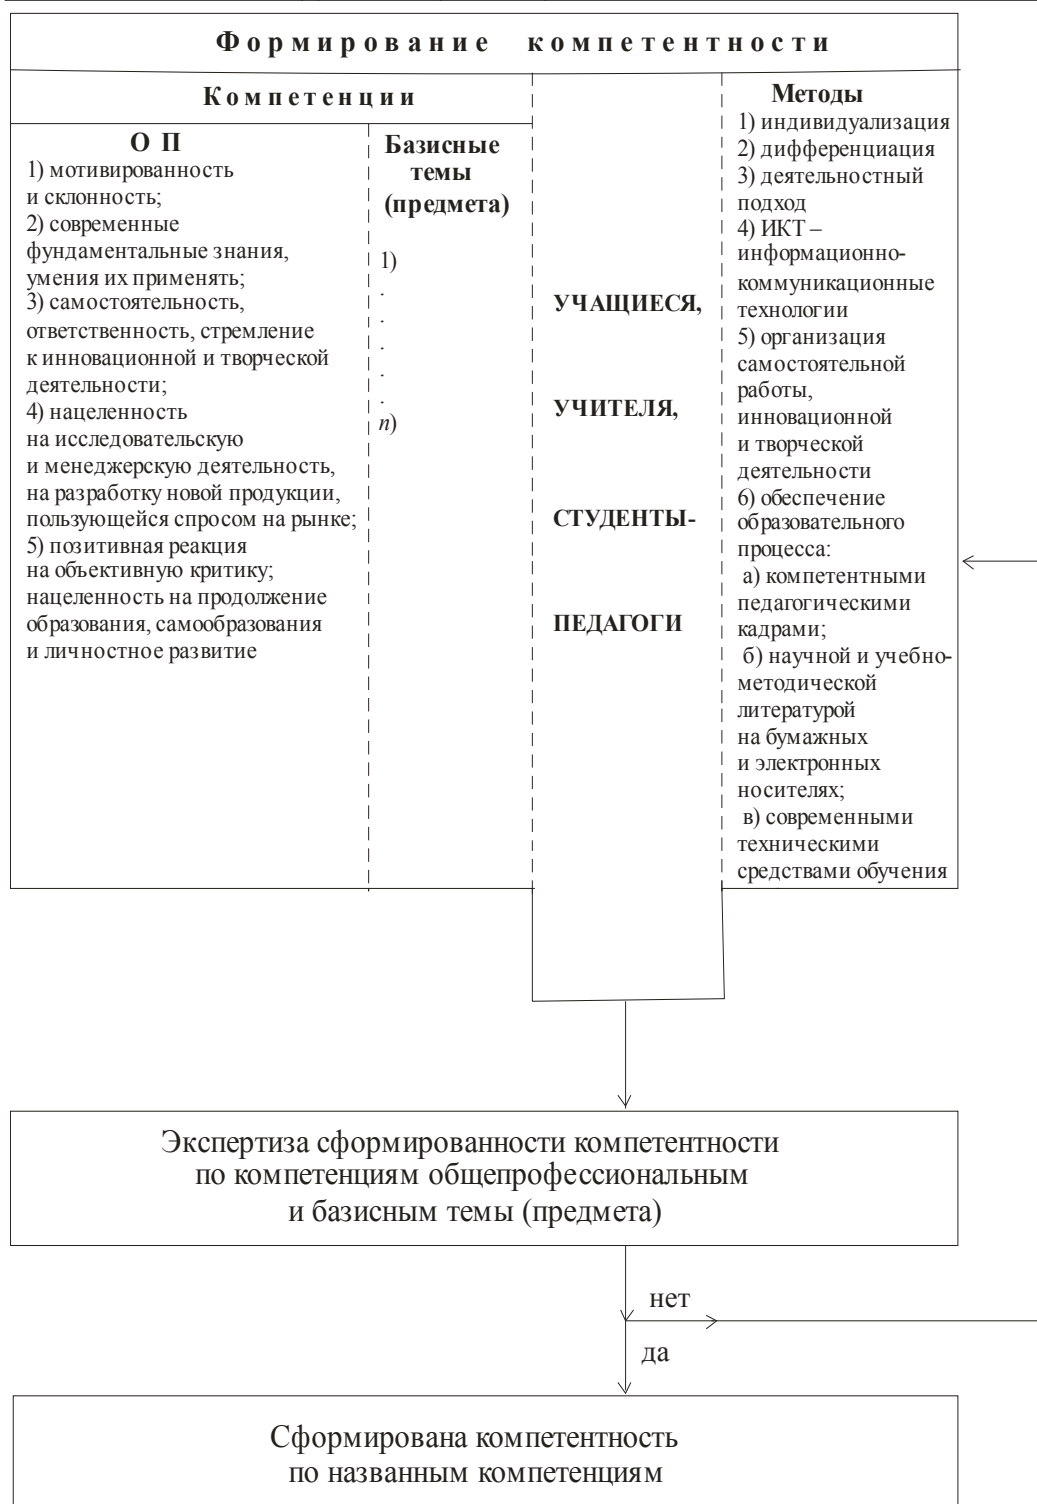 Формирование компетентности
Компетенции
О П
1) мотивированность
и склонность;
2) современные
фундаментальные знания,
умения их применять;
3) самостоятельность,
ответственность, стремление
к инновационной и творческой
деятельности;
4) нацеленность
на исследовательскую
и менеджерскую деятельность,
на разработку новой продукции,
пользующейся спросом на рынке;
5) позитивная реакция
на объективную критику;
нацеленность на продолжение
образования, самообразования
и личностное развитие
Базисные
темы
(предмета)
1)
.
.
.
.
.
n)
УЧАЩИЕСЯ,
УЧИТЕЛЯ,
СТУДЕНТЫ-
ПЕДАГОГИ
Методы
1) индивидуализация
2) дифференциация
3) деятельностный
подход
4) ИКТ –
информационно-
коммуникационные
технологии
5) организация
самостоятельной
работы,
инновационной
и творческой
деятельности
6) обеспечение
образовательного
процесса:
а) компетентными
педагогическими
кадрами;
б) научной и учебно-
методической
литературой
на бумажных
и электронных
носителях;
в) современными
техническими
средствами обучения
Экспертиза сформированности компетентности
по компетенциям общепрофессиональным
и базисным темы (предмета)
нет
да
Сформирована компетентность
по названным компетенциям